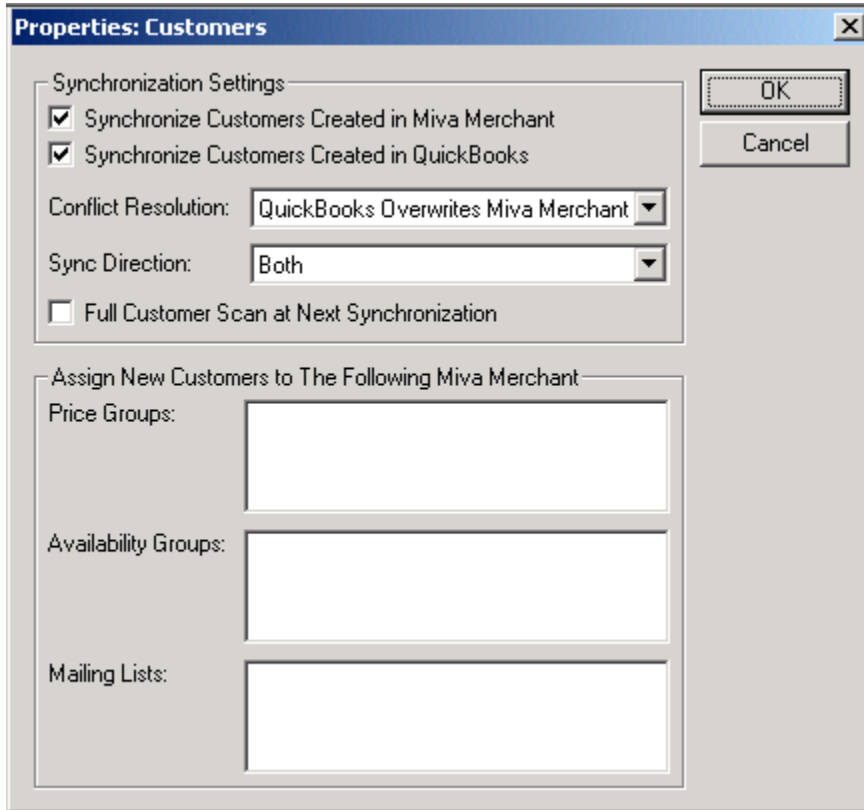 Properties: Customers
Synchronization Settings
Synchronize Customers Created in Miva Merchant
Synchronize Customers Created in QuickBooks
Conflict Resolution: QuickBooks Overwrites Miva Merchant
Sync Direction: Both
Full Customer Scan at Next Synchronization
OK
Cancel
Assign New Customers to The Following Miva Merchant
Price Groups:
Availability Groups:
Mailing Lists: